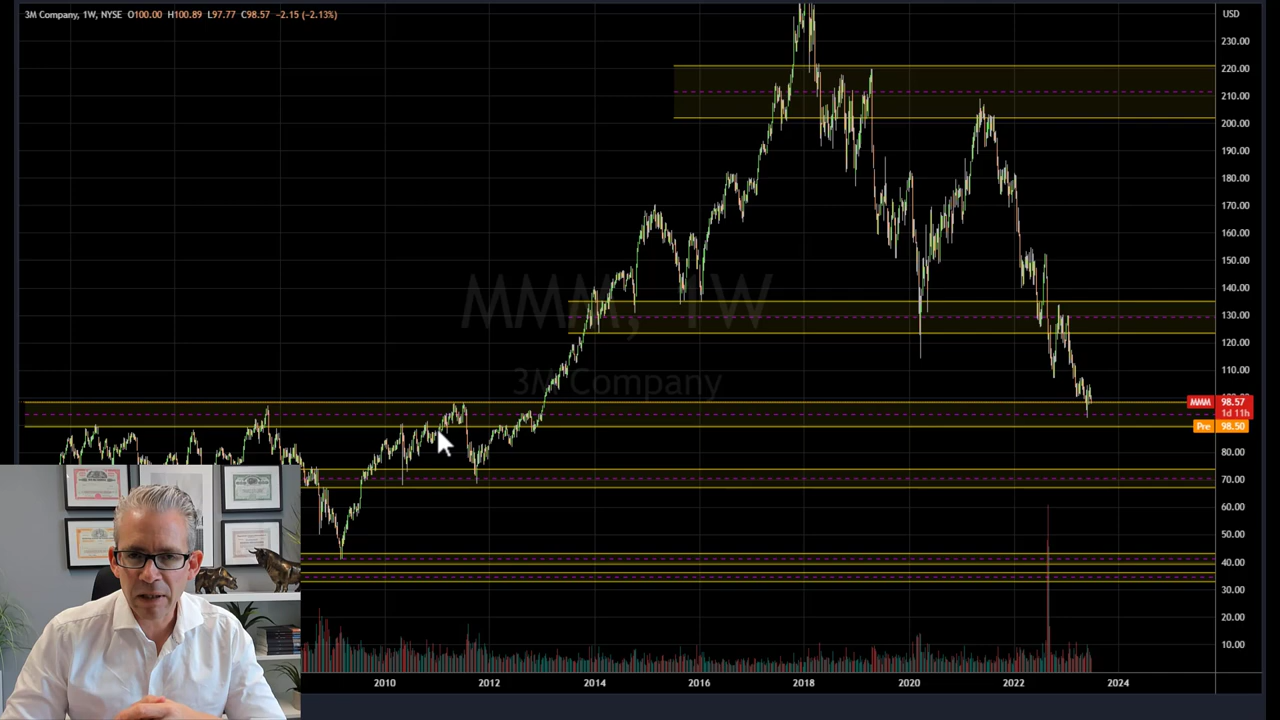 3M Company, 1W, NYSE O100.00 H100.89 L97.77 C98.57 −2.15 (−2.13%)
USD
230.00
220.00
210.00
200.00
190.00
180.00
170.00
160.00
150.00
140.00
130.00
120.00
110.00
MMM, 1W
3M Company
MMM 98.57
1d 11h
Pre 98.50
80.00
70.00
60.00
50.00
40.00
30.00
20.00
10.00
2010 2012 2014 2016 2018 2020 2022 2024